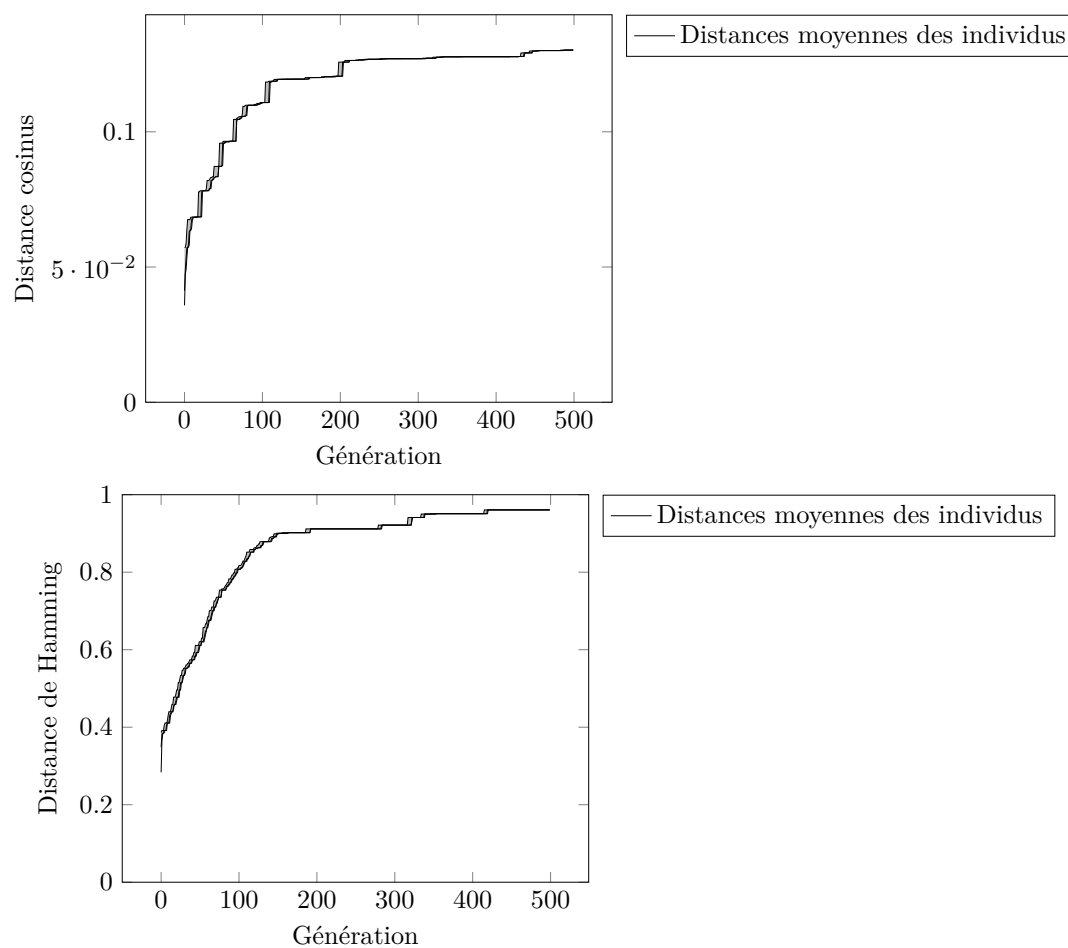 Distances moyennes des individus
0.1
5 · 10⁻²
0
Distance cosinus
0 100 200 300 400 500
Génération
Distances moyennes des individus
1
0.8
0.6
0.4
0.2
0
Distance de Hamming
0 100 200 300 400 500
Génération